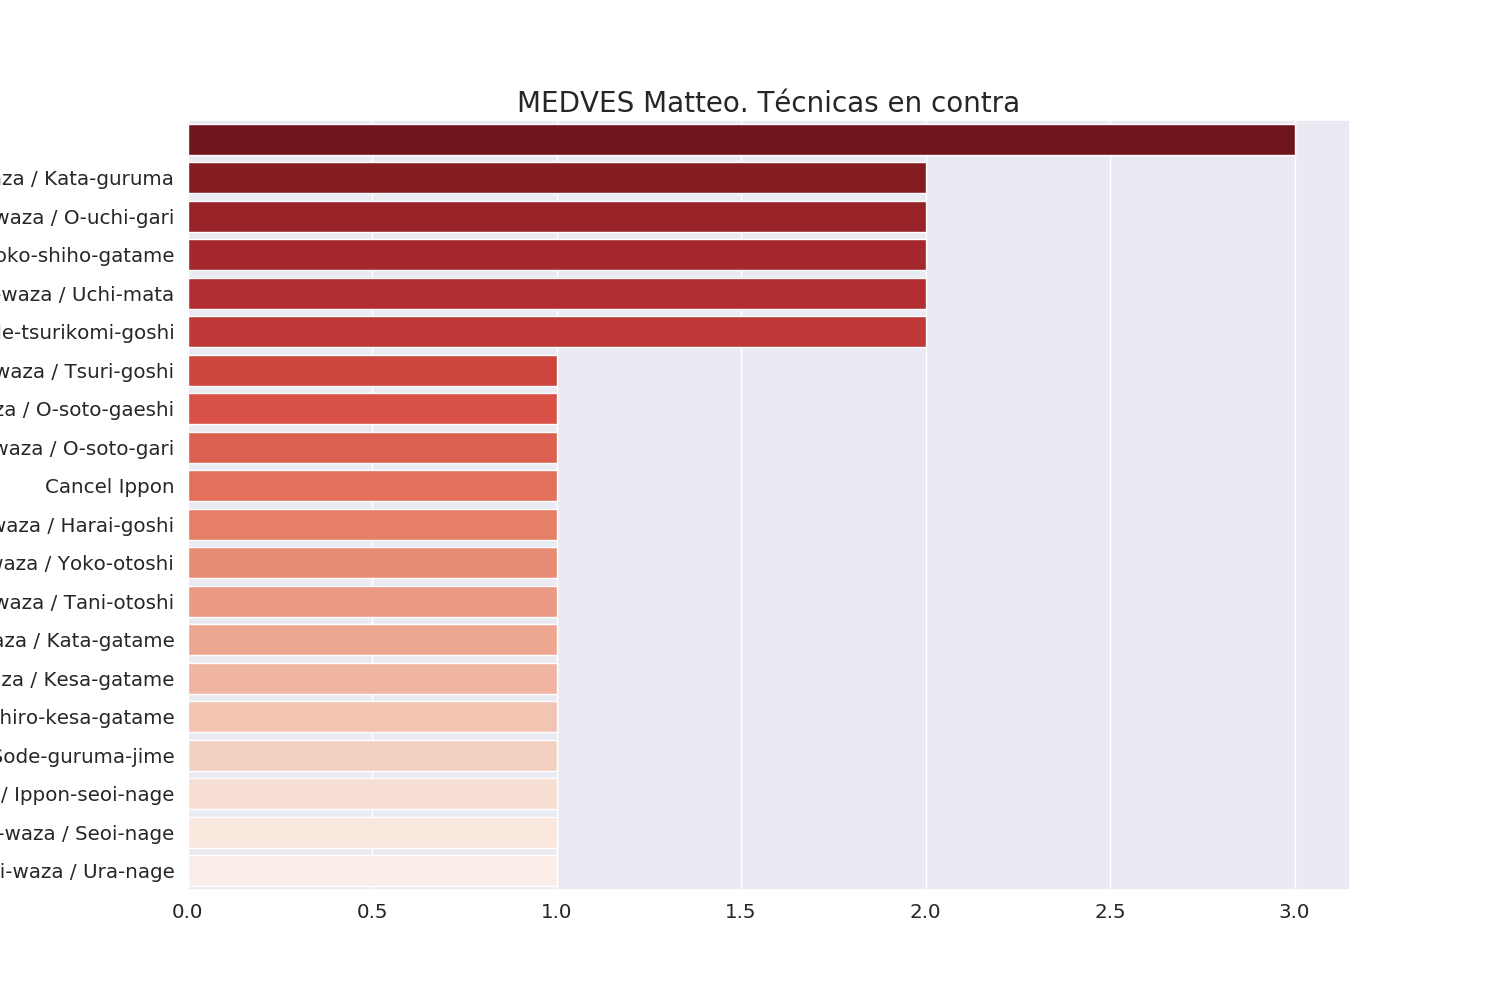 MEDVES Matteo. Técnicas en contra
/ Kata-guruma
/ O-uchi-gari
oko-shiho-gatame
-waza / Uchi-mata
le-tsurikomi-goshi
waza / Tsuri-goshi
za / O-soto-gaeshi
waza / O-soto-gari
Cancel Ippon
waza / Harai-goshi
waza / Yoko-otoshi
waza / Tani-otoshi
aza / Kata-gatame
za / Kesa-gatame
hiro-kesa-gatame
Sode-guruma-jime
/ Ippon-seoi-nage
-waza / Seoi-nage
i-waza / Ura-nage
0.0 0.5 1.0 1.5 2.0 2.5 3.0